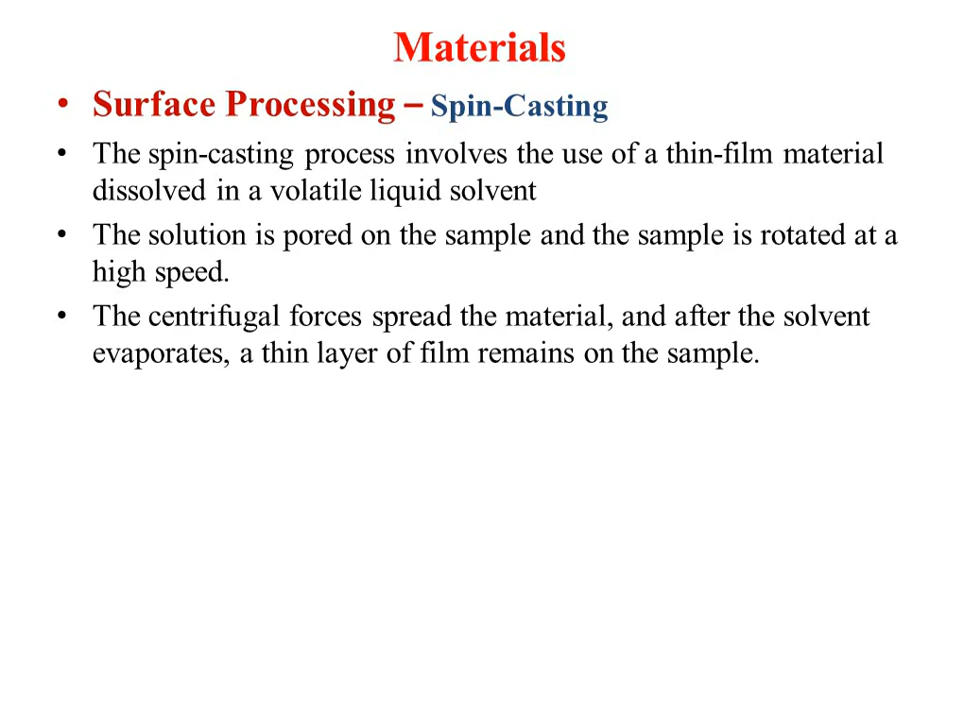 Materials
• Surface Processing – Spin-Casting
• The spin-casting process involves the use of a thin-film material
dissolved in a volatile liquid solvent
• The solution is pored on the sample and the sample is rotated at a
high speed.
• The centrifugal forces spread the material, and after the solvent
evaporates, a thin layer of film remains on the sample.